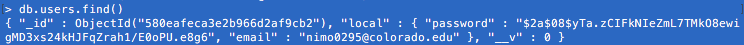 > db.users.find()
{ "_id" : ObjectId("580eafeca3e2b966d2af9cb2"), "local" : { "password" : "$2a$08$yTa.zCIFkNIeZmL7TMkO8ewi
gMD3xs24kHJFqZrah1/E0oPU.e8g6", "email" : "nimo0295@colorado.edu" }, "__v" : 0 }